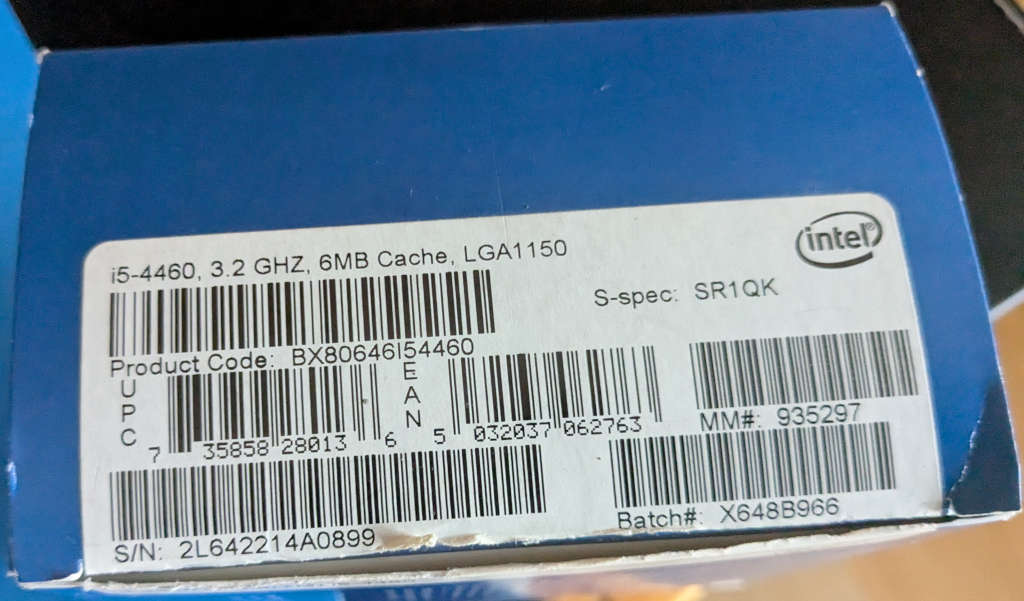 intel®
i5-4460, 3.2 GHZ, 6MB Cache, LGA1150
S-spec: SR1QK
Product Code: BX80646I54460
UPC
7 35858 28013 6
EAN
5 032037 062763
MM#: 935297
S/N: 2L642214A0899
Batch#: X648B966